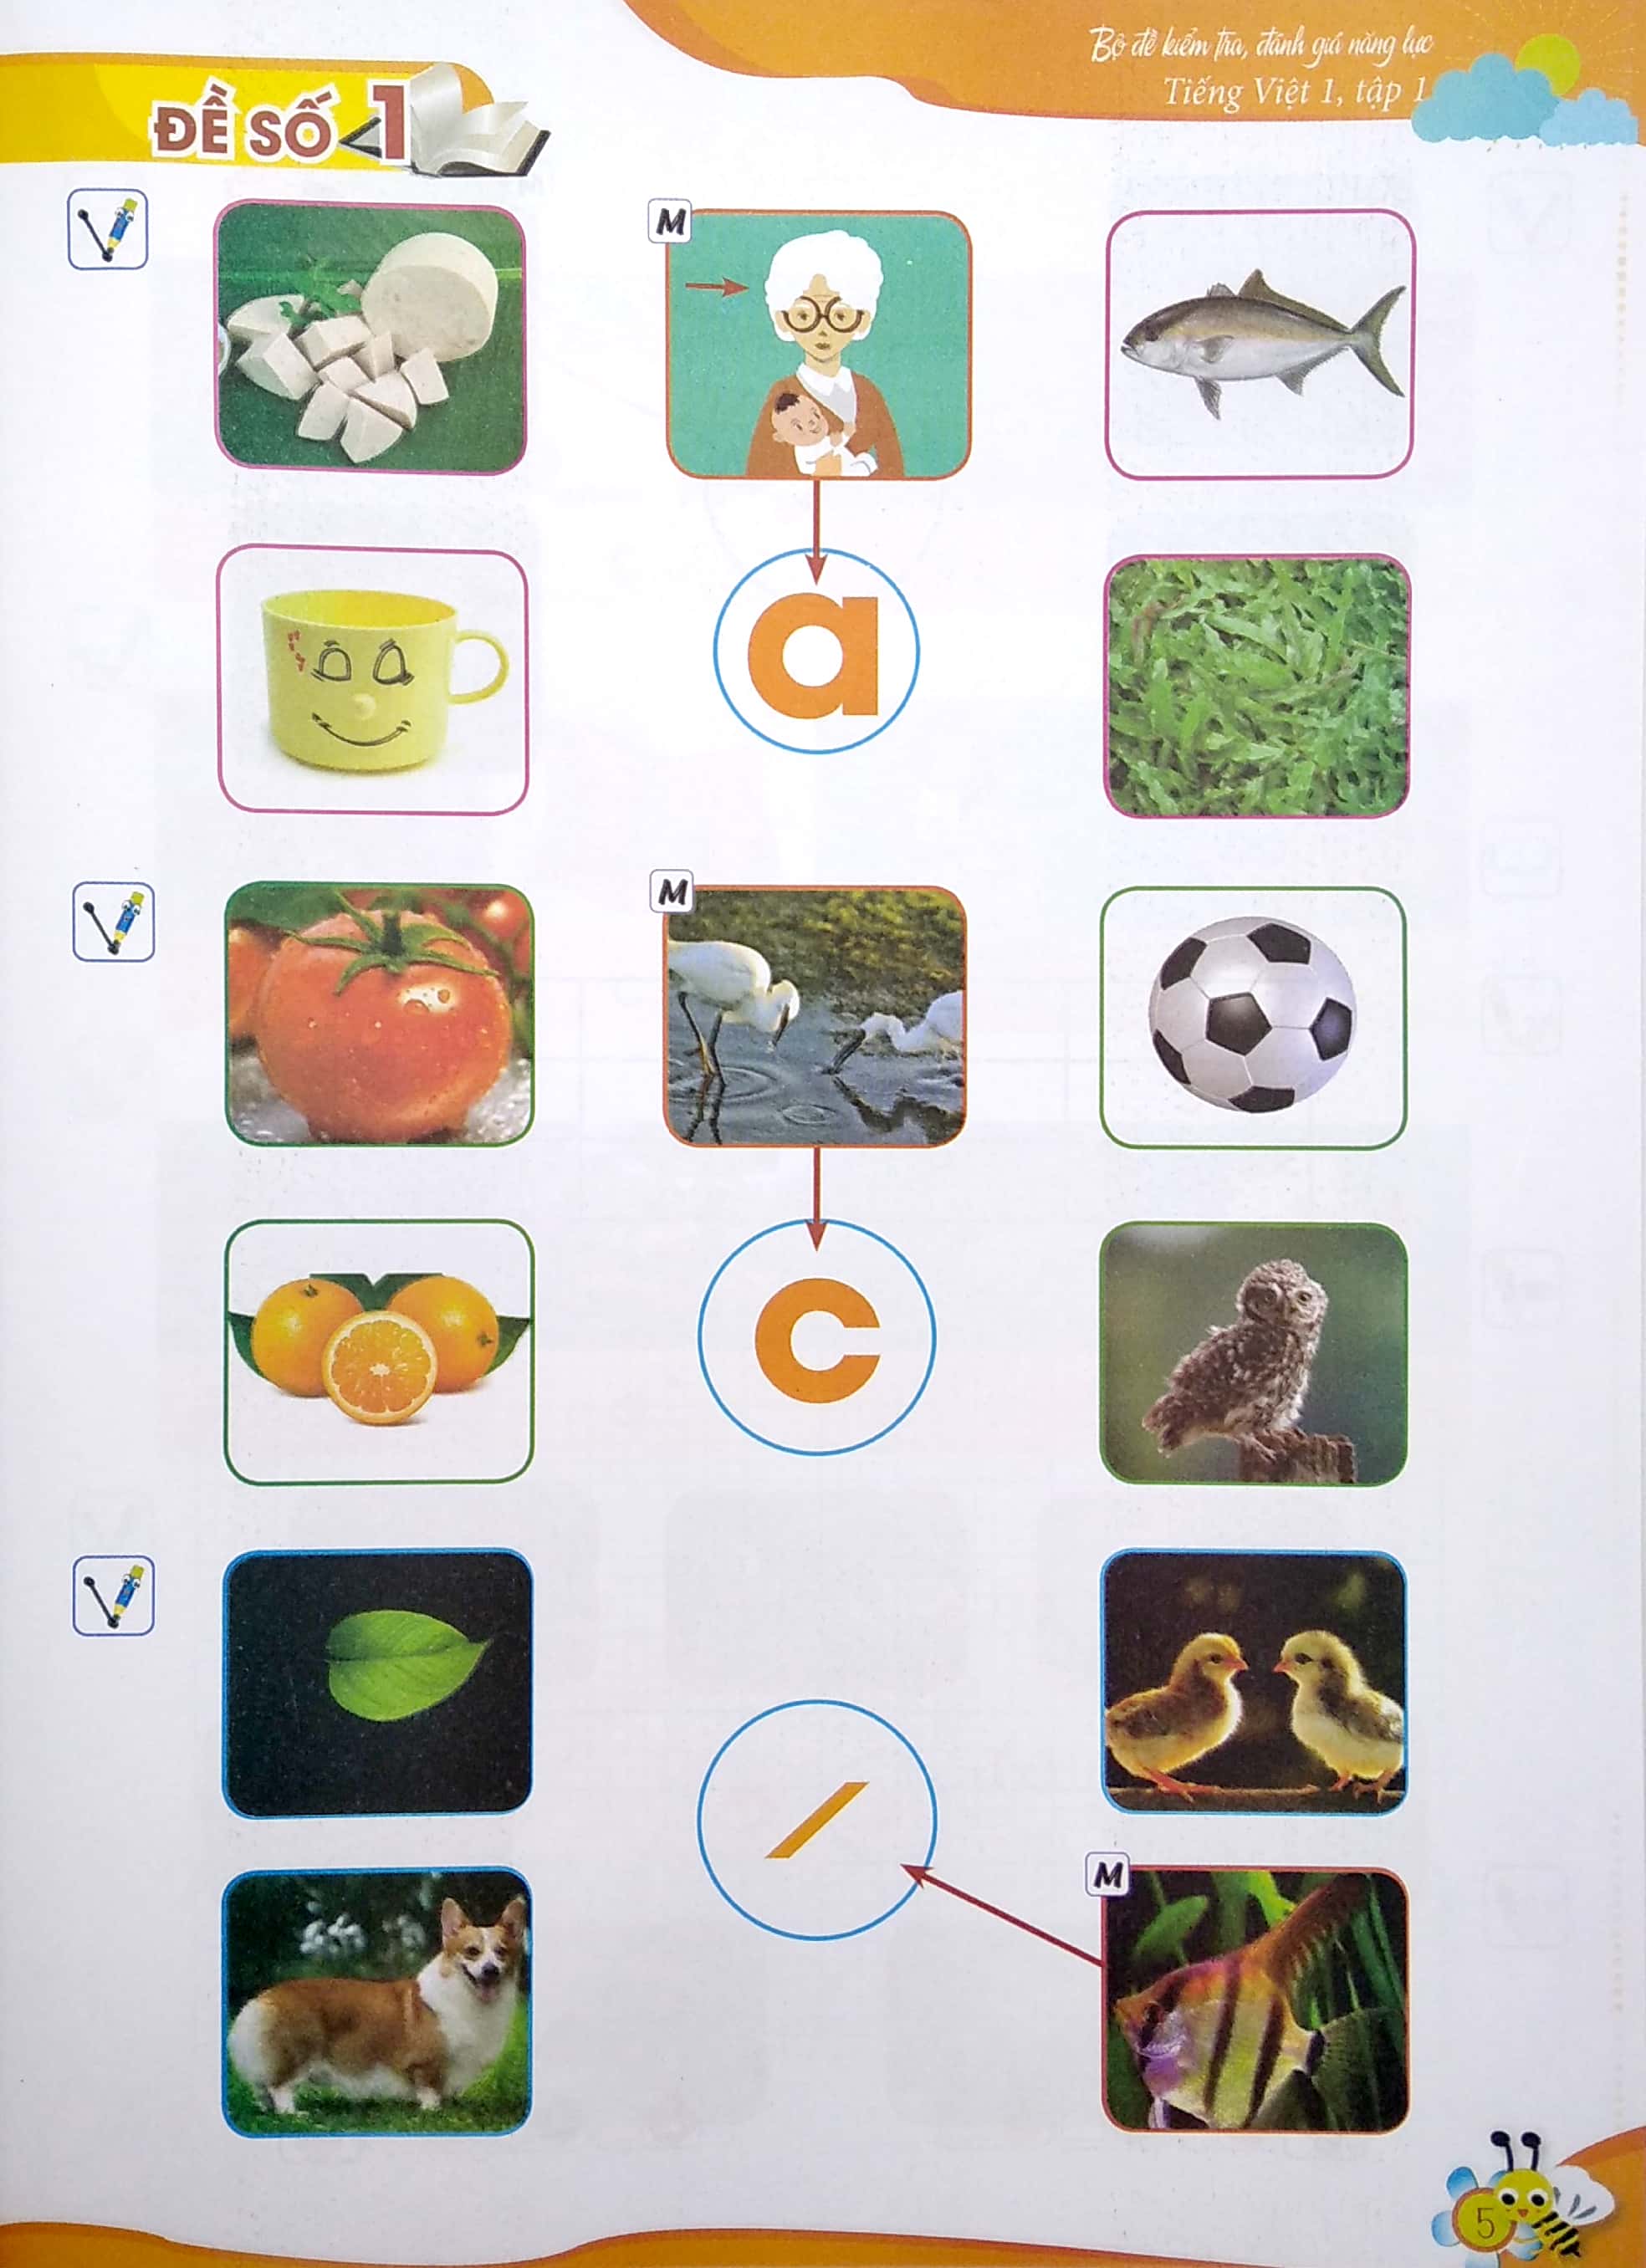 Bộ đề kiểm tra, đánh giá năng lực
Tiếng Việt 1, tập 1
ĐỀ SỐ 1
M
a
M
c
M
5